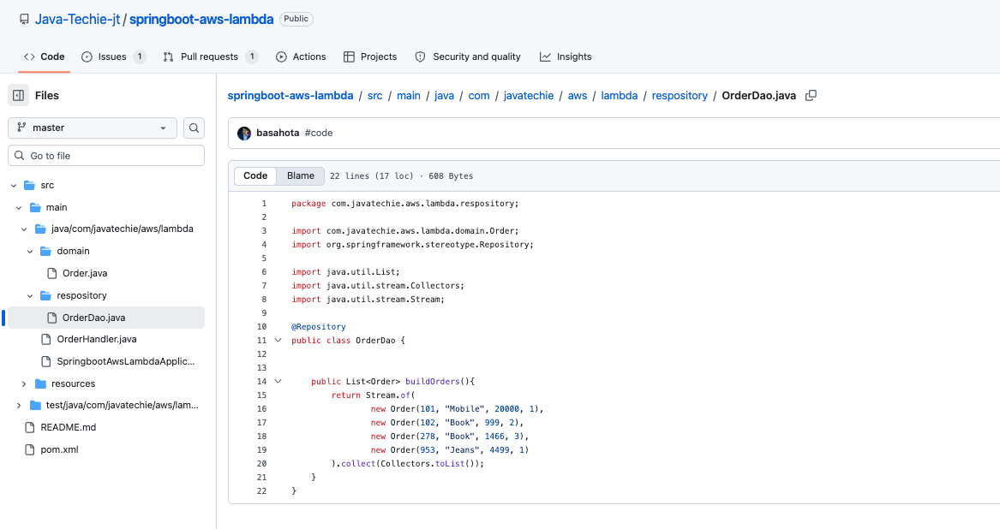 Java-Techie-jt / springboot-aws-lambda Public
Code Issues 1 Pull requests 1 Actions Projects Security and quality Insights
Files
master
Go to file
src
main
java/com/javatechie/aws/lambda
domain
Order.java
respository
OrderDao.java
OrderHandler.java
SpringbootAwsLambdaApplic...
resources
test/java/com/javatechie/aws/lam...
README.md
pom.xml
springboot-aws-lambda / src / main / java / com / javatechie / aws / lambda / respository / OrderDao.java
basahota #code
Code Blame 22 lines (17 loc) · 608 Bytes
1 package com.javatechie.aws.lambda.respository;
2
3 import com.javatechie.aws.lambda.domain.Order;
4 import org.springframework.stereotype.Repository;
5
6 import java.util.List;
7 import java.util.stream.Collectors;
8 import java.util.stream.Stream;
9
10 @Repository
11 public class OrderDao {
12
13
14 public List<Order> buildOrders(){
15 return Stream.of(
16 new Order(101, "Mobile", 20000, 1),
17 new Order(102, "Book", 999, 2),
18 new Order(278, "Book", 1466, 3),
19 new Order(953, "Jeans", 4499, 1)
20 ).collect(Collectors.toList());
21 }
22 }